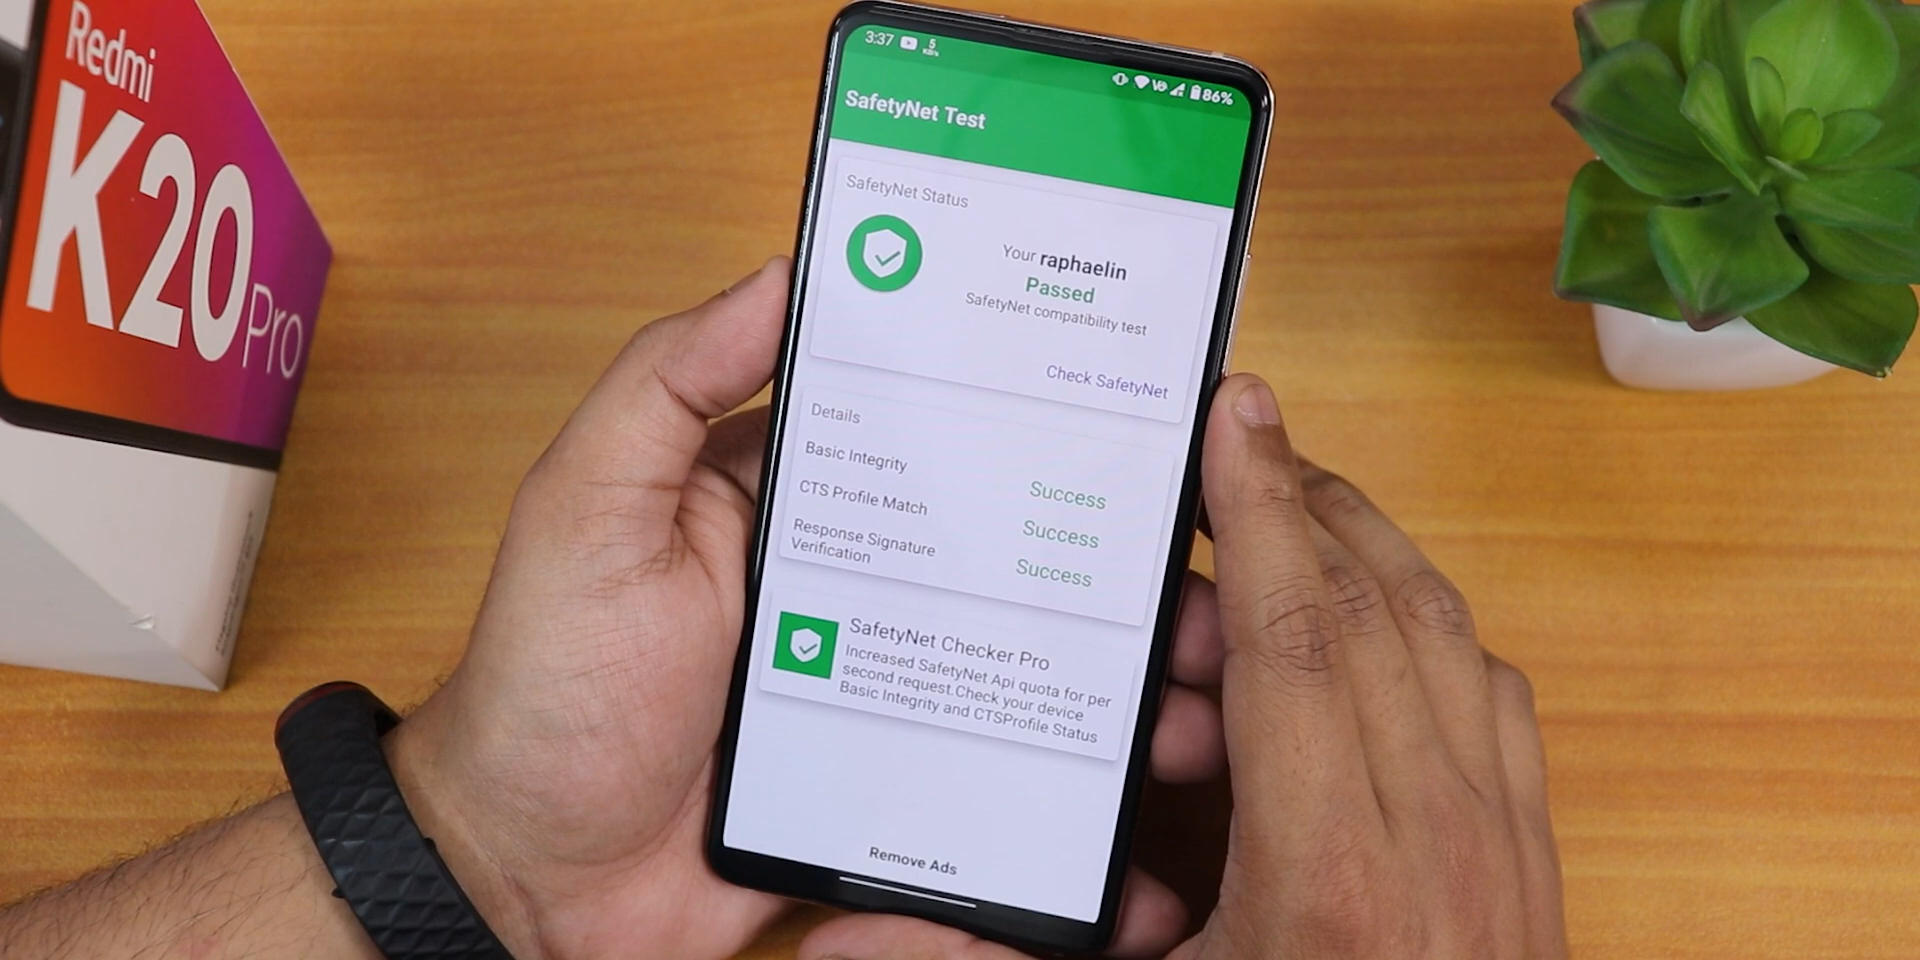 Redmi
K20 Pro
3:37
5
KB/s
86%
SafetyNet Test
SafetyNet Status
Your raphaelin
Passed
SafetyNet compatibility test
Check SafetyNet
Details
Basic Integrity
Success
CTS Profile Match
Success
Response Signature
Verification
Success
SafetyNet Checker Pro
Increased SafetyNet Api quota for per
second request.Check your device
Basic Integrity and CTSProfile Status
Remove Ads